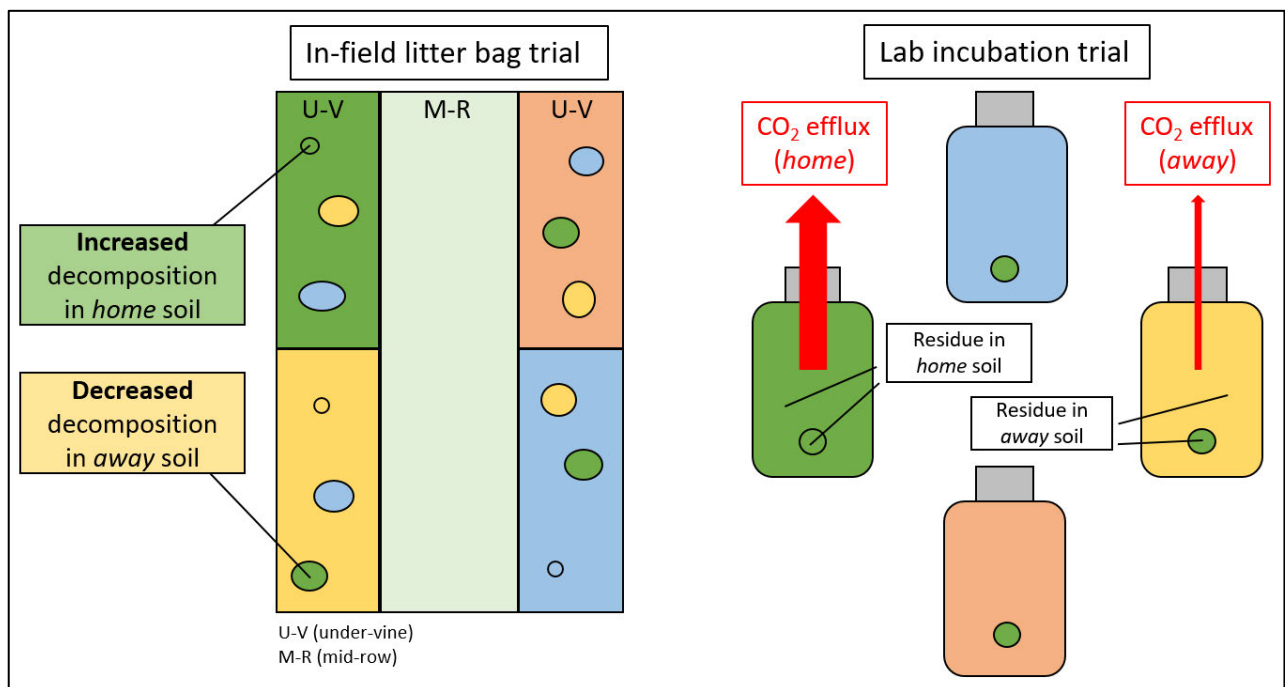 In-field litter bag trial
U-V
M-R
U-V
Increased
decomposition
in home soil
Decreased
decomposition
in away soil
U-V (under-vine)
M-R (mid-row)
Lab incubation trial
CO₂ efflux
(home)
CO₂ efflux
(away)
Residue in
home soil
Residue in
away soil